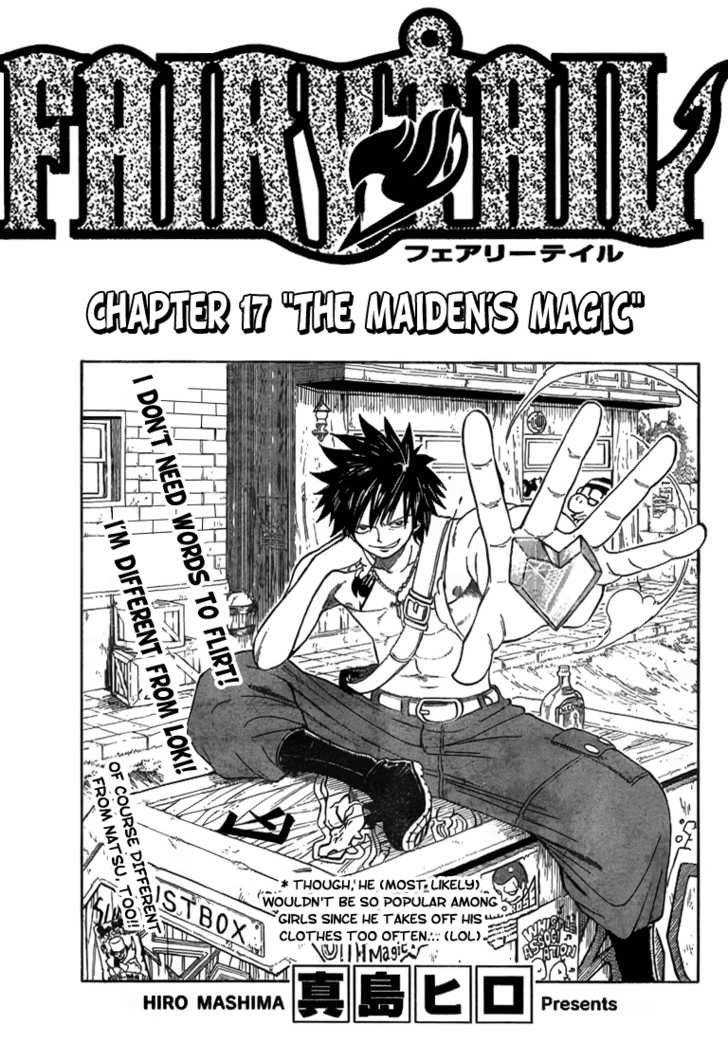 FAIRY TAIL
フェアリーテイル
CHAPTER 17 "THE MAIDEN'S MAGIC"
I DON'T NEED WORDS TO FLIRT!
I'M DIFFERENT FROM LOKI!
OF COURSE DIFFERENT
FROM NATSU, TOO!!
* THOUGH, HE (MOST LIKELY)
WOULDN'T BE SO POPULAR AMONG
GIRLS SINCE HE TAKES OFF HIS
CLOTHES TOO OFTEN... (LOL)
USTBOX
Magic
HIRO MASHIMA 真島ヒロ Presents